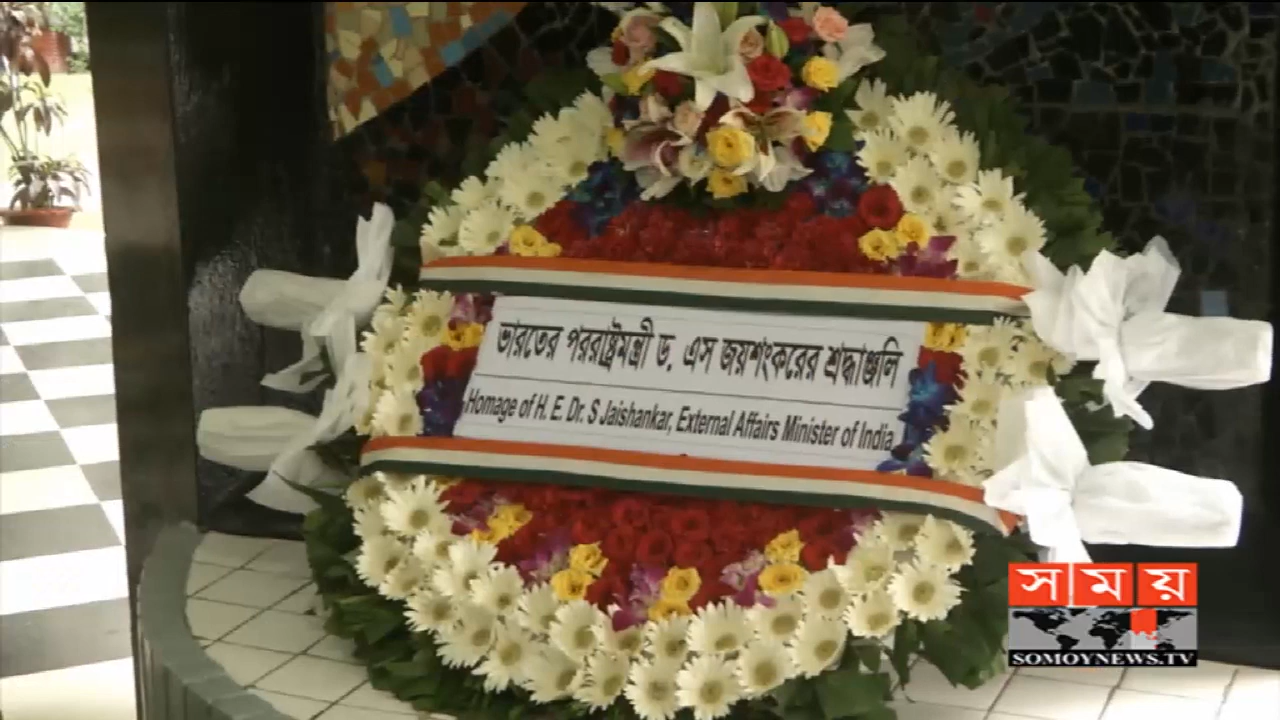 ভারতের পররাষ্ট্রমন্ত্রী ড. এস জয়শংকরের শ্রদ্ধাঞ্জলি
Homage of H. E. Dr. S Jaishankar, External Affairs Minister of India
সময়
SOMOYNEWS.TV